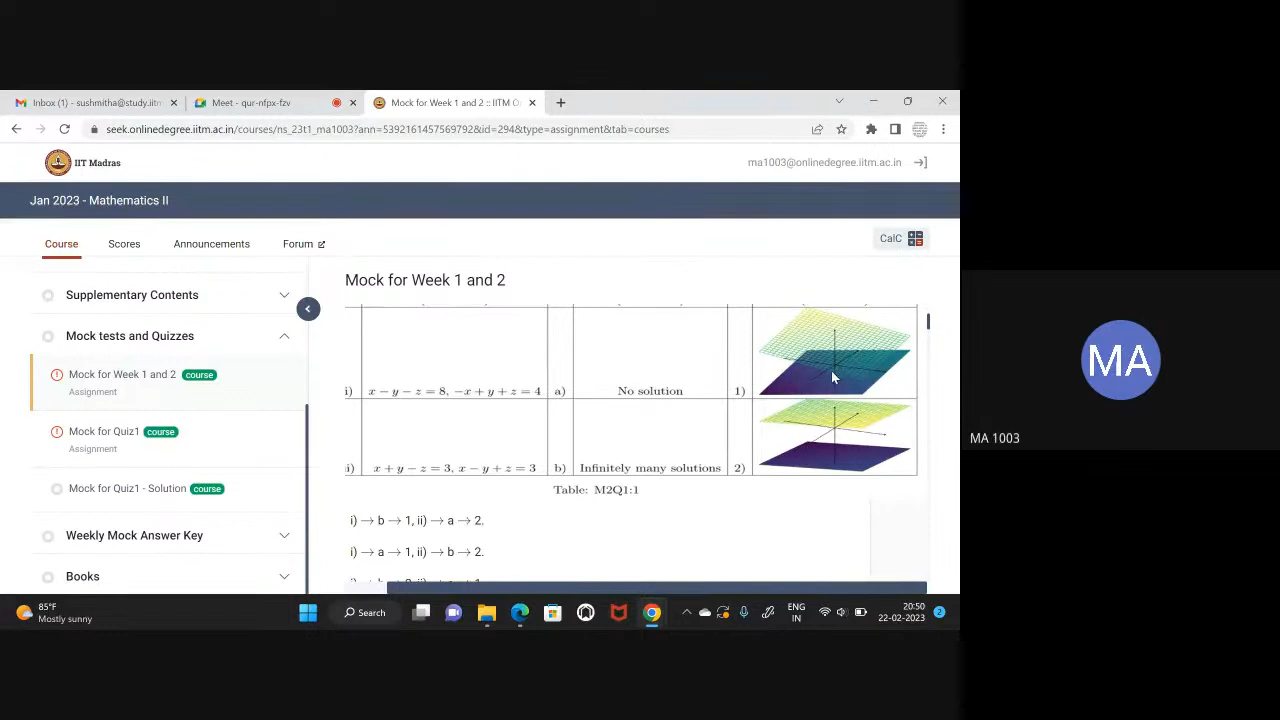 Inbox (1) - sushmitha@study.iitm
Meet - qur-nfpx-fzv
Mock for Week 1 and 2 :: IITM O
seek.onlinedegree.iitm.ac.in/courses/ns_23t1_ma1003?ann=5392161457569792&id=294&type=assignment&tab=courses
IIT Madras
ma1003@onlinedegree.iitm.ac.in
Jan 2023 - Mathematics II
Course Scores Announcements Forum
CalC
Supplementary Contents
Mock tests and Quizzes
Mock for Week 1 and 2 course
Assignment
Mock for Quiz1 course
Assignment
Mock for Quiz1 - Solution course
Weekly Mock Answer Key
Books
Mock for Week 1 and 2
i) x − y − z = 8, −x + y + z = 4 a) No solution 1)
ii) x + y − z = 3, x − y + z = 3 b) Infinitely many solutions 2)
Table: M2Q1:1
i) → b → 1, ii) → a → 2.
i) → a → 1, ii) → b → 2.
MA
MA 1003
85°F
Mostly sunny
Search
ENG
IN
20:50
22-02-2023
2